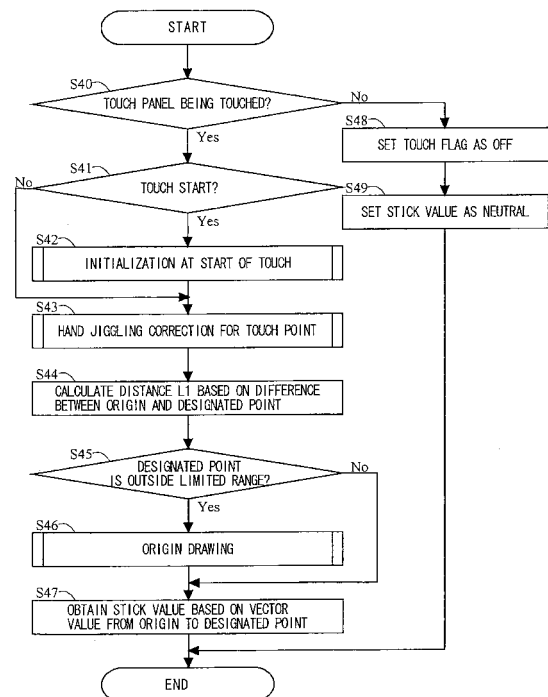 START
S40
TOUCH PANEL BEING TOUCHED?
No
Yes
S48
SET TOUCH FLAG AS OFF
S41
No
TOUCH START?
Yes
S49
SET STICK VALUE AS NEUTRAL
S42
INITIALIZATION AT START OF TOUCH
S43
HAND JIGGLING CORRECTION FOR TOUCH POINT
S44
CALCULATE DISTANCE L1 BASED ON DIFFERENCE
BETWEEN ORIGIN AND DESIGNATED POINT
S45
DESIGNATED POINT
IS OUTSIDE LIMITED RANGE?
No
Yes
S46
ORIGIN DRAWING
S47
OBTAIN STICK VALUE BASED ON VECTOR
VALUE FROM ORIGIN TO DESIGNATED POINT
END